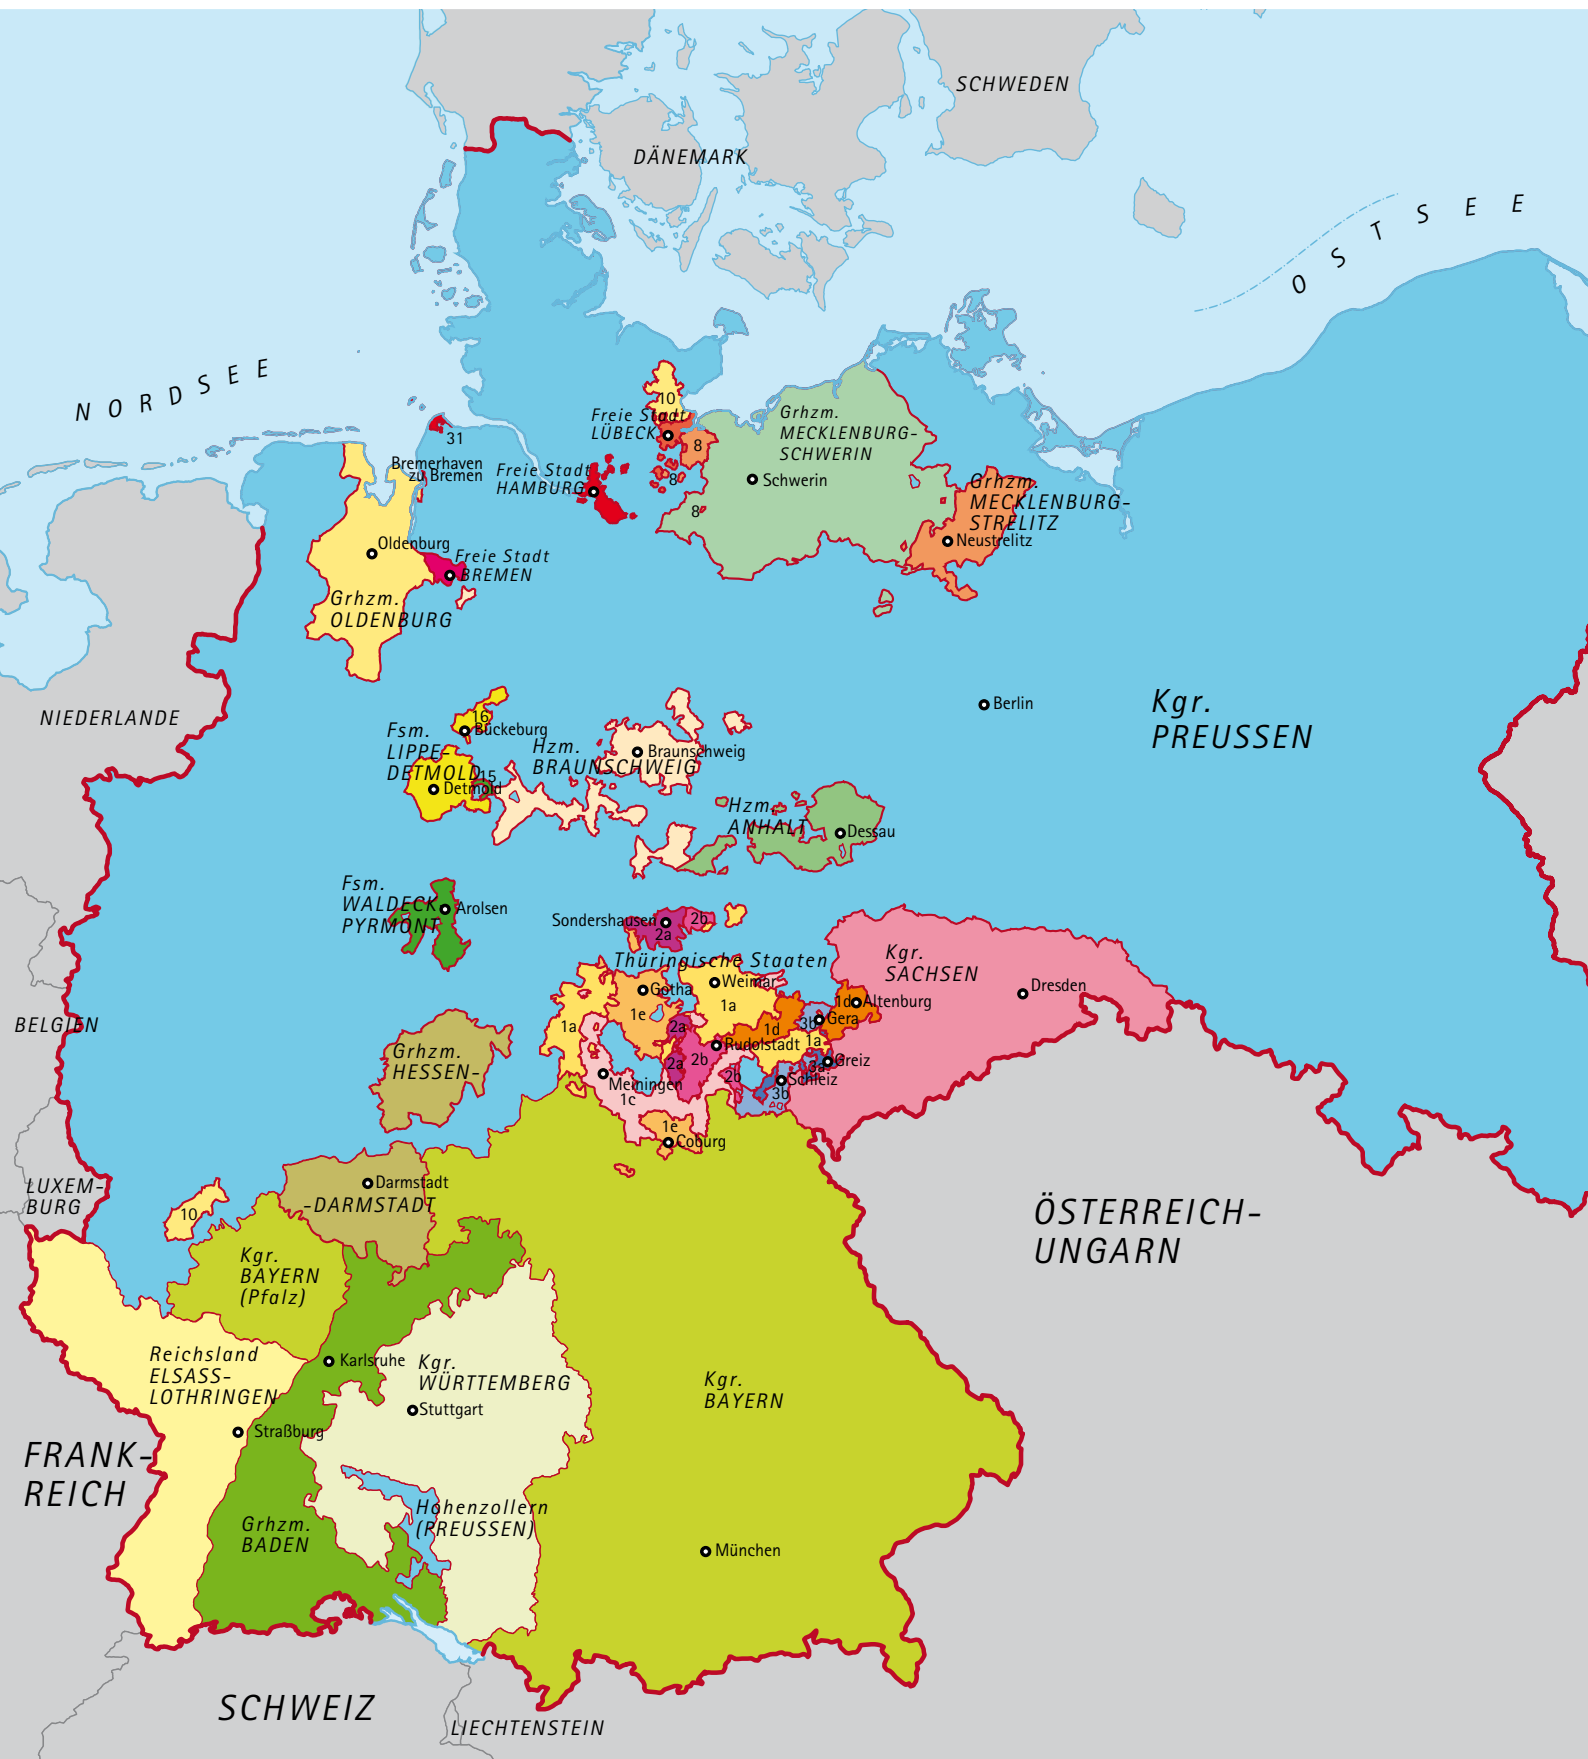 SCHWEDEN
DÄNEMARK
O S T S E E
N O R D S E E
10
Freie Stadt
LÜBECK
8
8
8
Grhzm.
MECKLENBURG-
SCHWERIN
Schwerin
31
Bremerhaven
zu Bremen
Freie Stadt
HAMBURG
Grhzm.
MECKLENBURG-
STRELITZ
Neustrelitz
Oldenburg
Freie Stadt
BREMEN
Grhzm.
OLDENBURG
NIEDERLANDE
Berlin
Kgr.
PREUSSEN
16
Bückeburg
Fsm.
LIPPE-
DETMOLD
15
Detmold
Hzm.
BRAUNSCHWEIG
Braunschweig
Hzm.
ANHALT
Dessau
Fsm.
WALDECK
PYRMONT
Arolsen
Sondershausen
2a
2b
Thüringische Staaten
Kgr.
SACHSEN
Dresden
Gotha
Weimar
1a
1e
1a
1d
Altenburg
3b
Gera
2a
1d
1a
Rudolstadt
2a
2b
2b
3a
Greiz
Schleiz
3b
Meiningen
1c
1e
Coburg
BELGIEN
Grhzm.
HESSEN-
LUXEM-
BURG
Darmstadt
-DARMSTADT
10
ÖSTERREICH-
UNGARN
Kgr.
BAYERN
(Pfalz)
Reichsland
ELSASS-
LOTHRINGEN
Karlsruhe
Kgr.
WÜRTTEMBERG
Stuttgart
Kgr.
BAYERN
Straßburg
FRANK-
REICH
Hohenzollern
(PREUSSEN)
Grhzm.
BADEN
München
SCHWEIZ
LIECHTENSTEIN